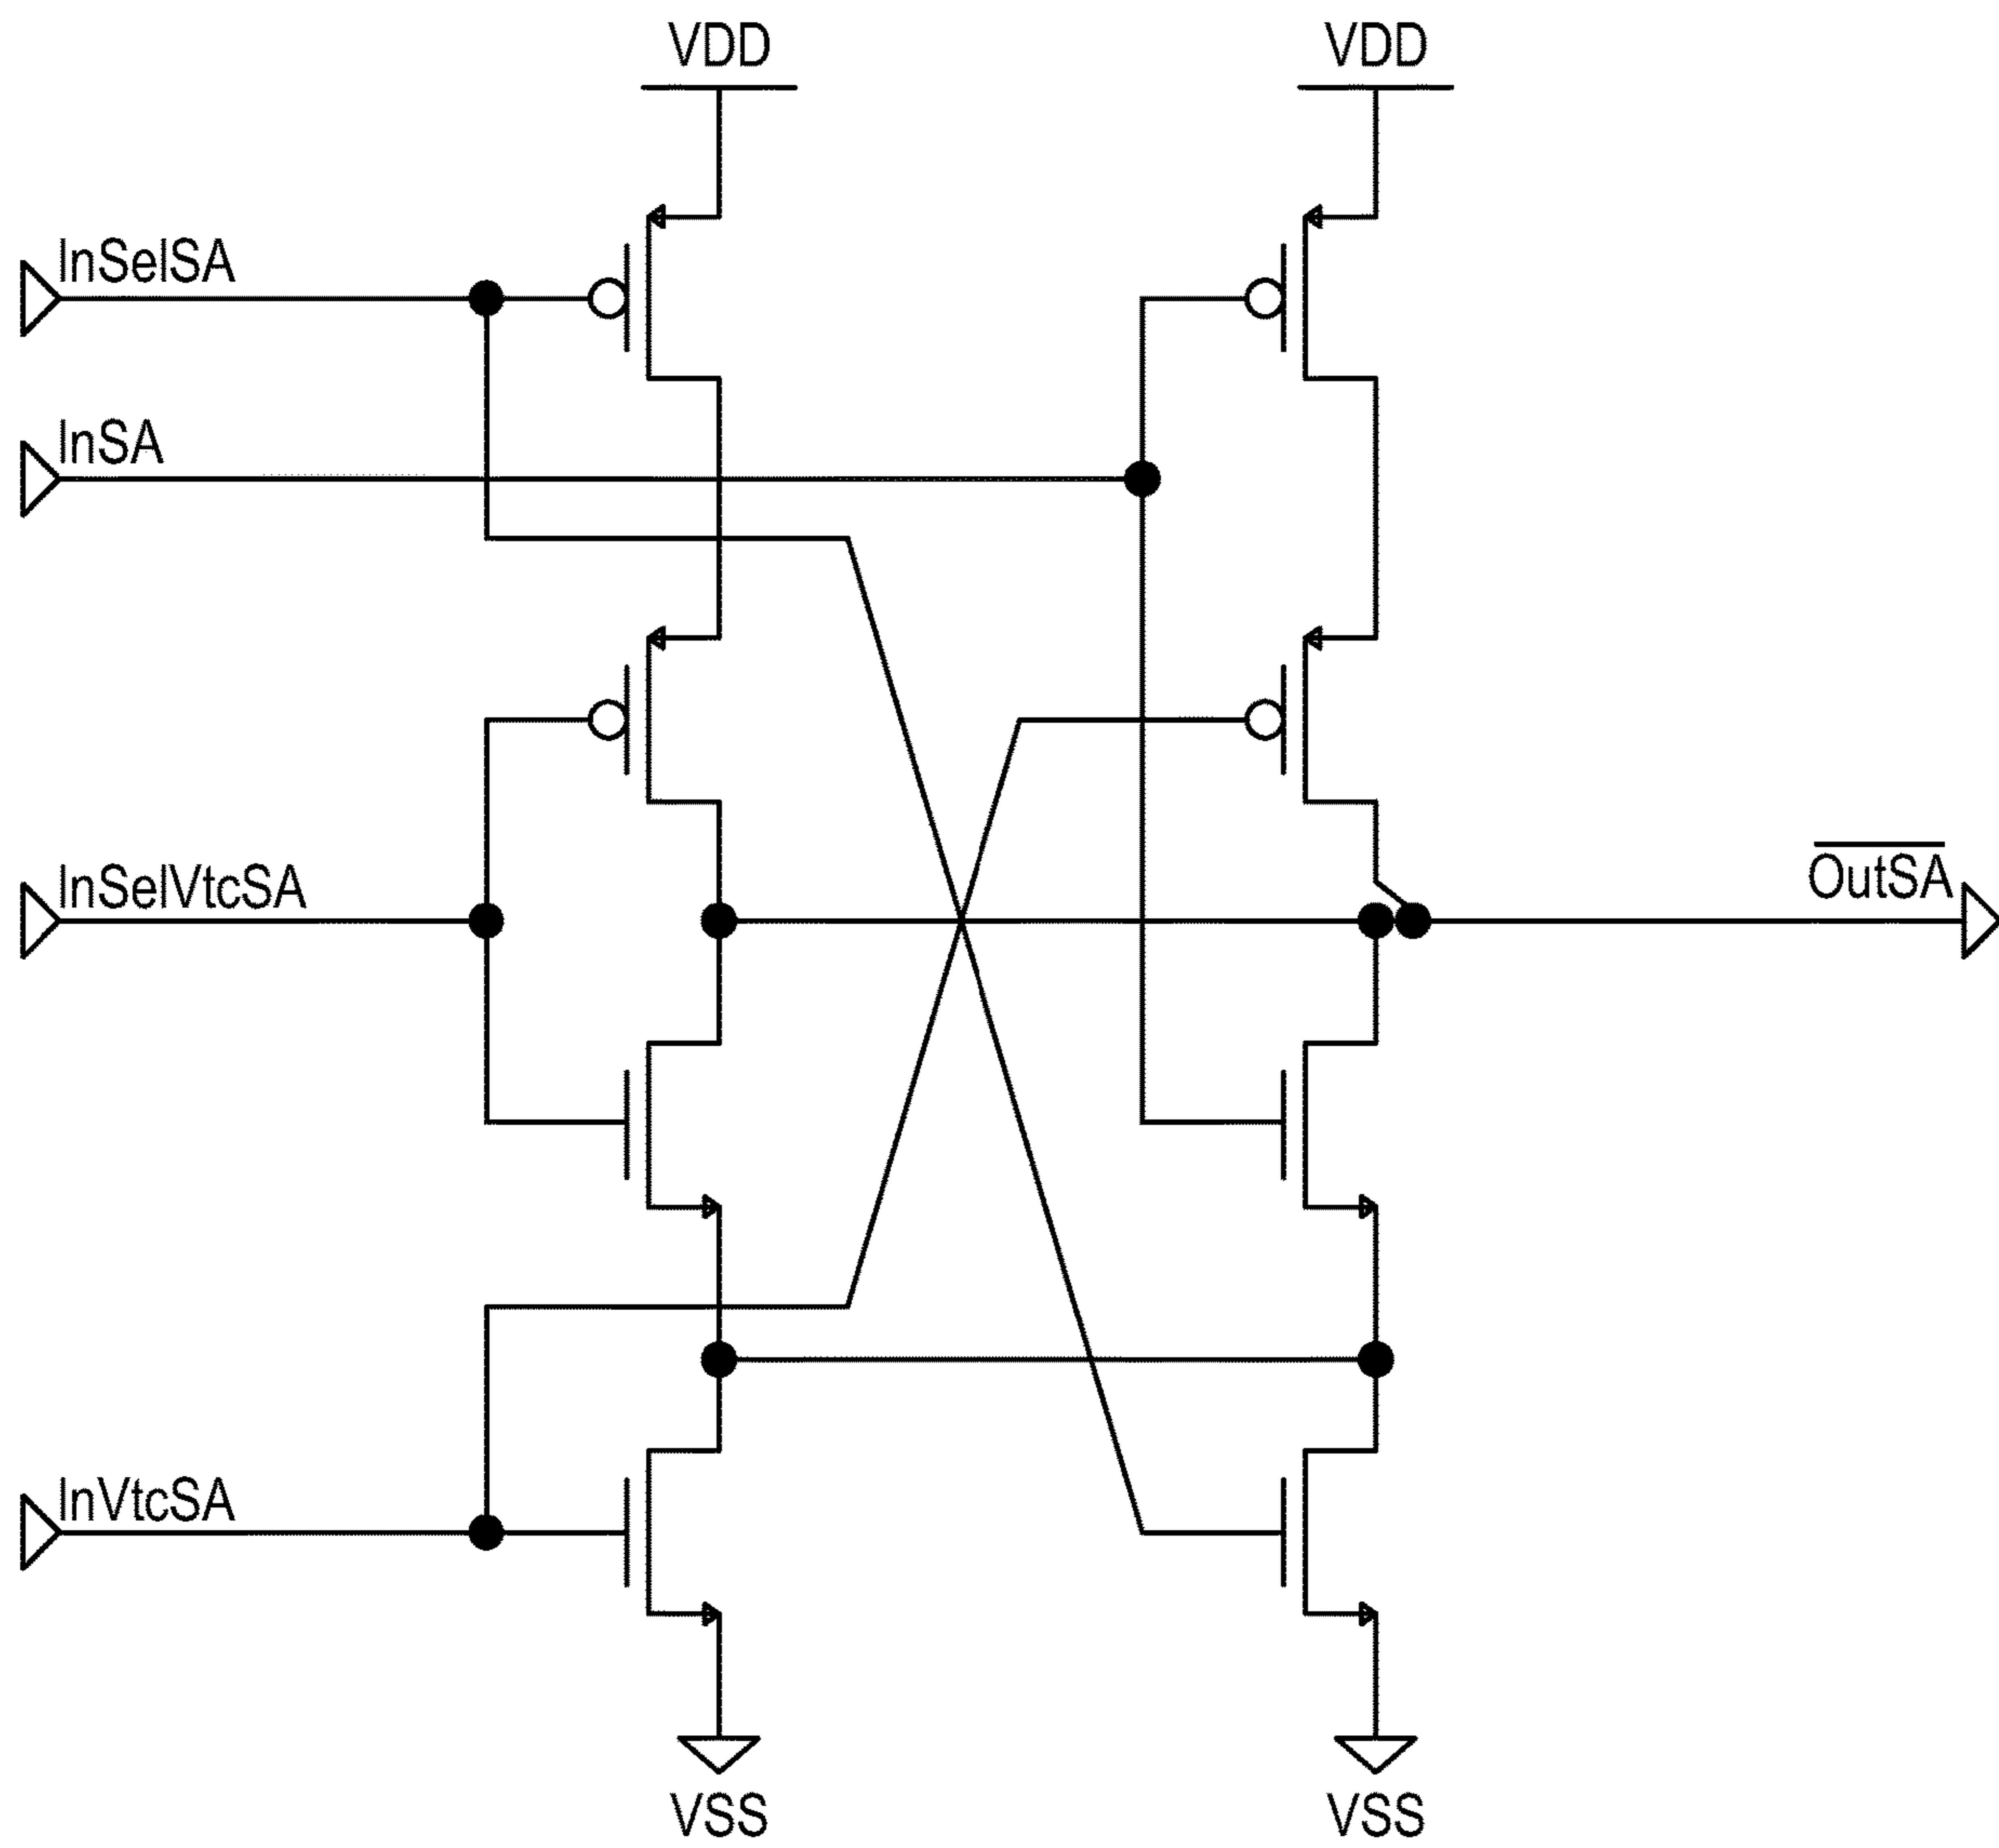 VDD
VDD
InSelSA
InSA
InSelVtcSA
OutSA
InVtcSA
VSS
VSS